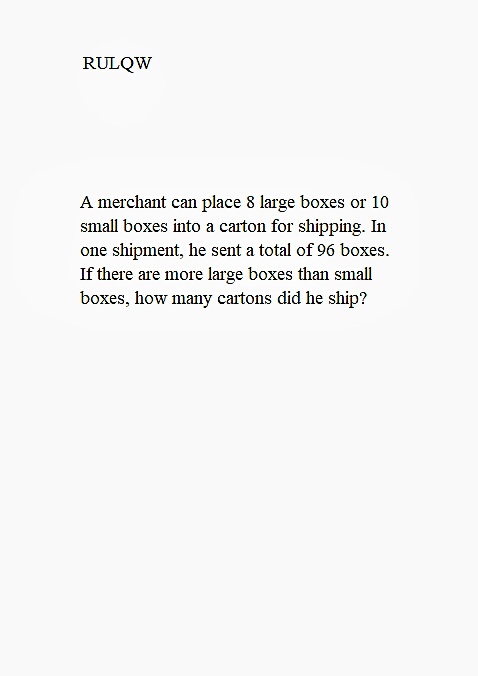 RULQW
A merchant can place 8 large boxes or 10
small boxes into a carton for shipping. In
one shipment, he sent a total of 96 boxes.
If there are more large boxes than small
boxes, how many cartons did he ship?